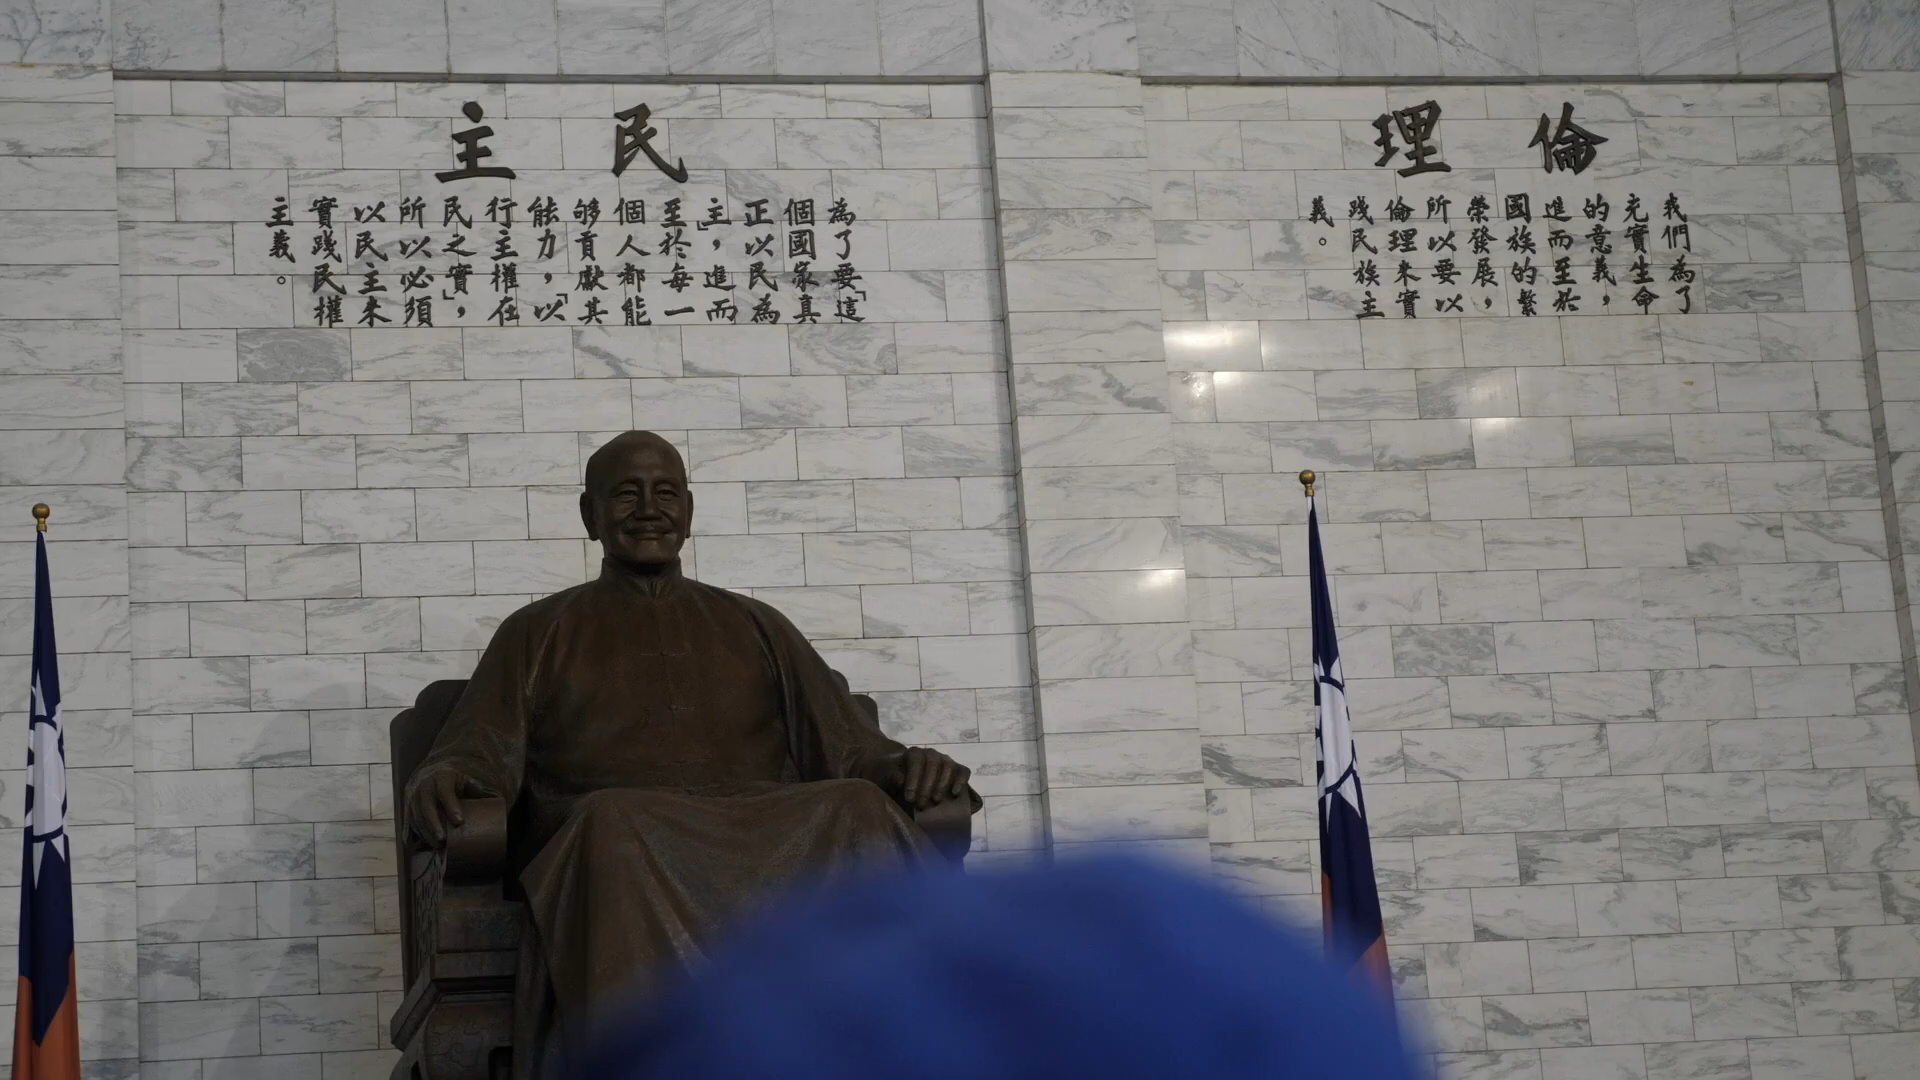 倫理
我們為了
充實生命
的意義，
進而至於
國族的繁
榮發展，
所以要以
倫理來實
踐民族主
義。
民主
為了要「這
個國家真
正以民為
主」，進而
至於每一
個人都能
够貢獻其
能力，「以
行主權在
民之實」，
所以必須
以民主來
實踐民權
主義。